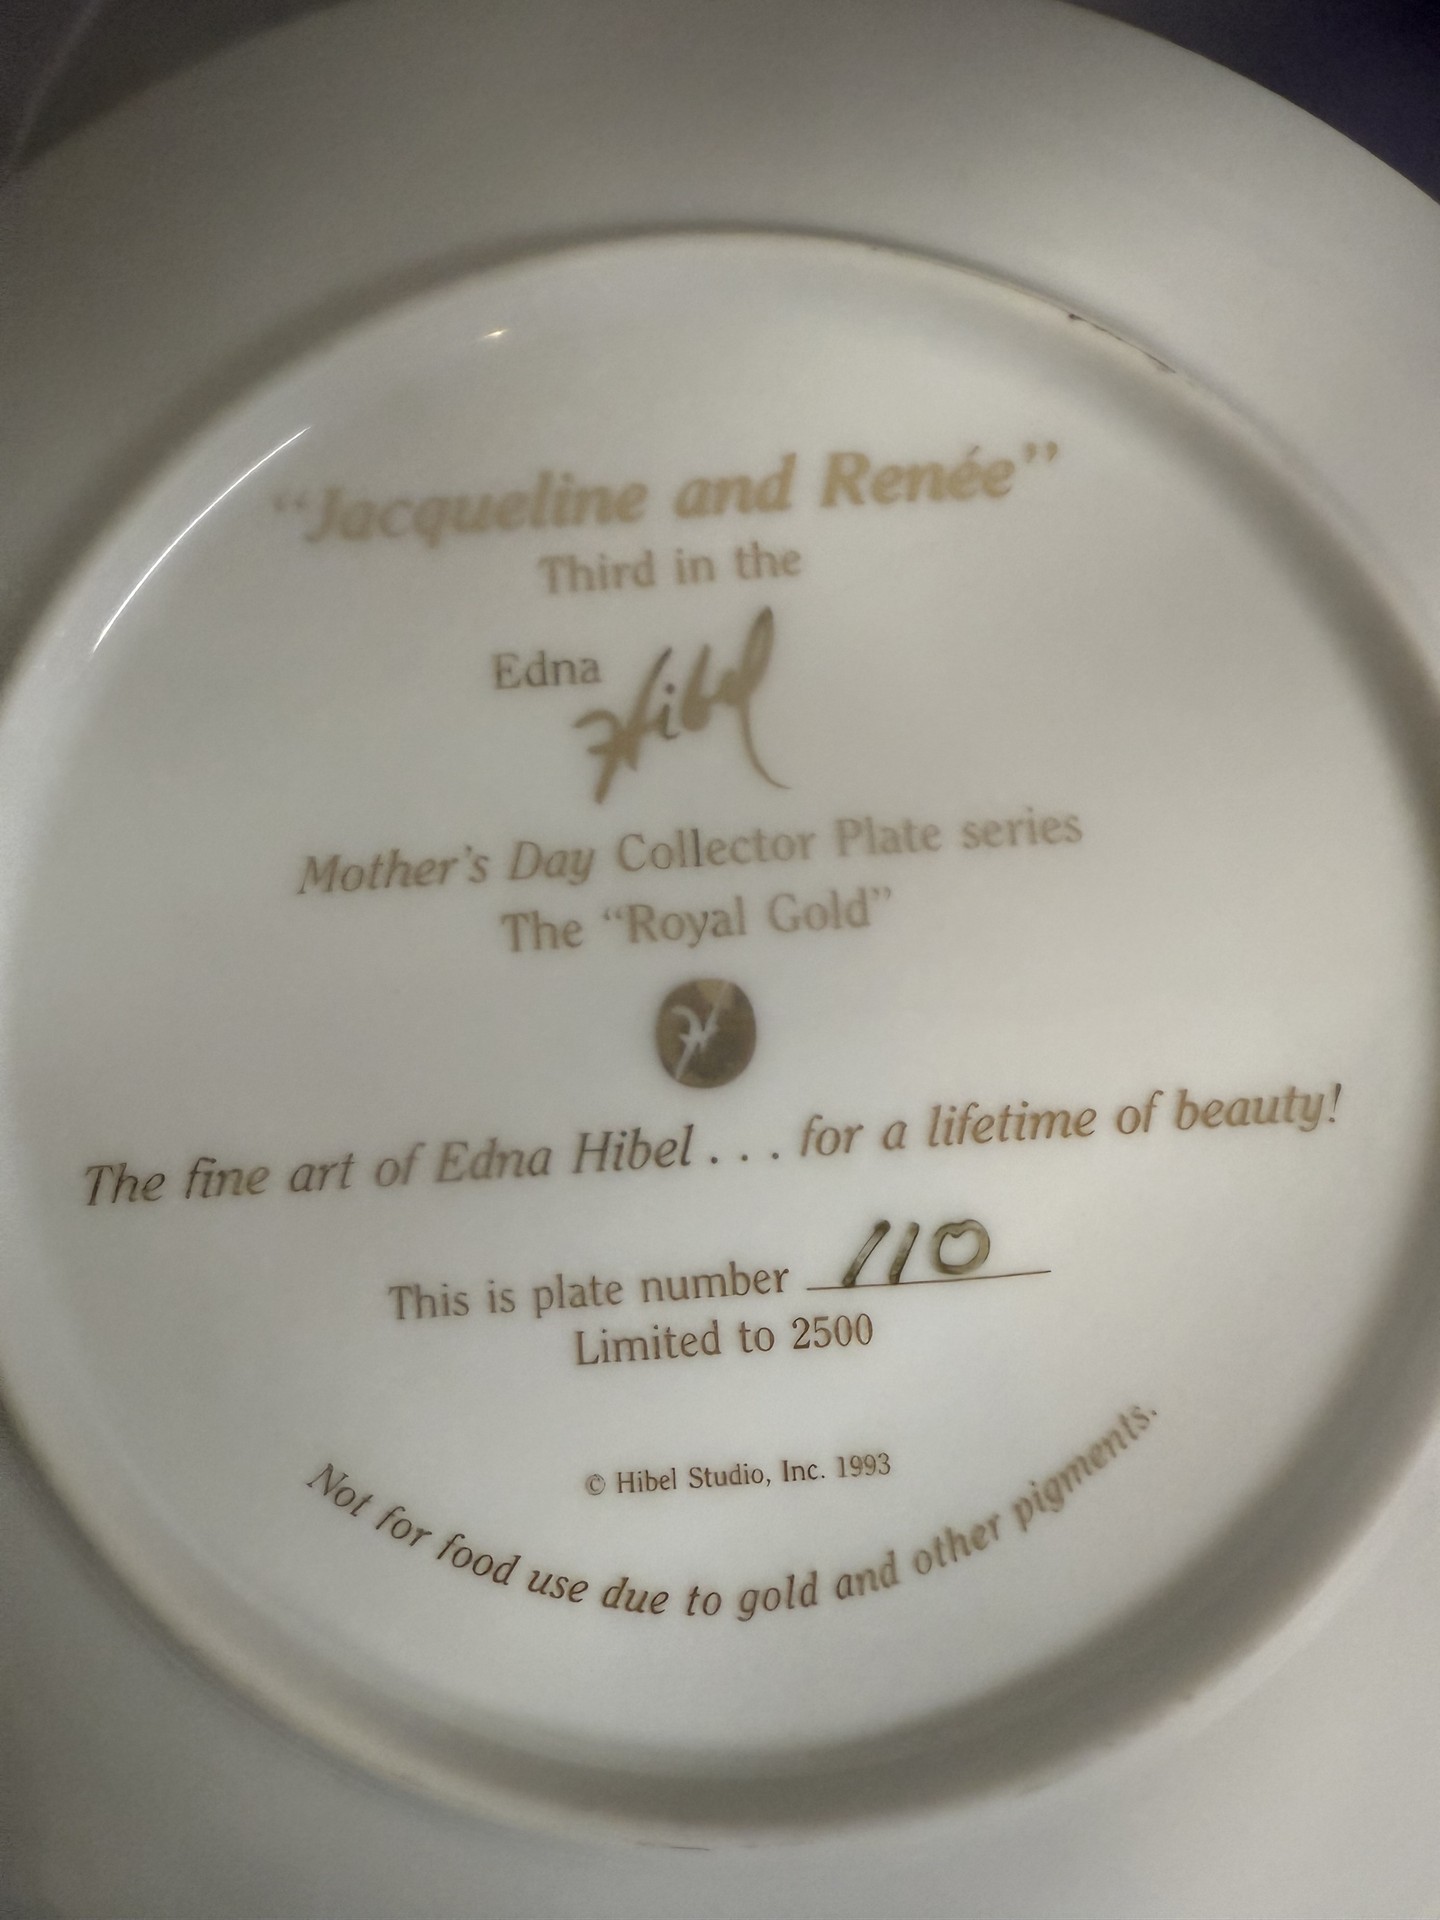 “Jacqueline and Renée”
Third in the
Edna Hibel
Mother's Day Collector Plate series
The “Royal Gold”
H
The fine art of Edna Hibel . . . for a lifetime of beauty!
This is plate number 110
Limited to 2500
© Hibel Studio, Inc. 1993
Not for food use due to gold and other pigments.